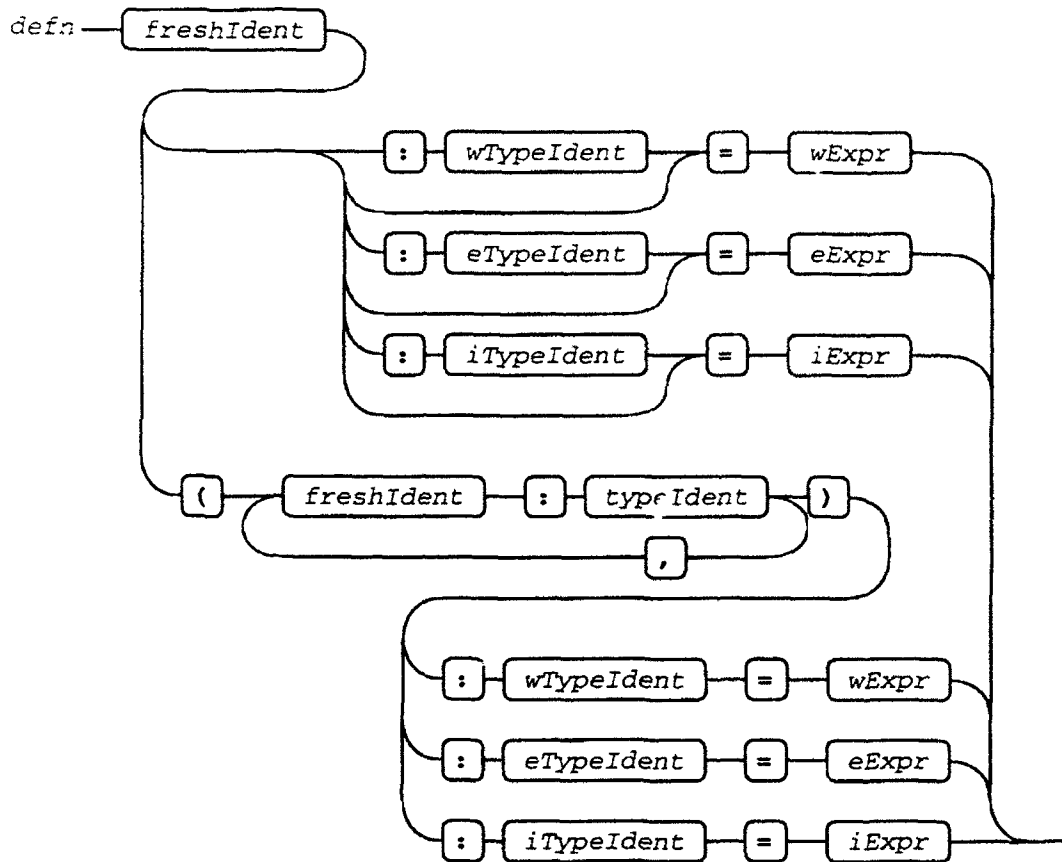 defn freshIdent
: wTypeIdent = wExpr
: eTypeIdent = eExpr
: iTypeIdent = iExpr
( freshIdent : typeIdent )
,
: wTypeIdent = wExpr
: eTypeIdent = eExpr
: iTypeIdent = iExpr